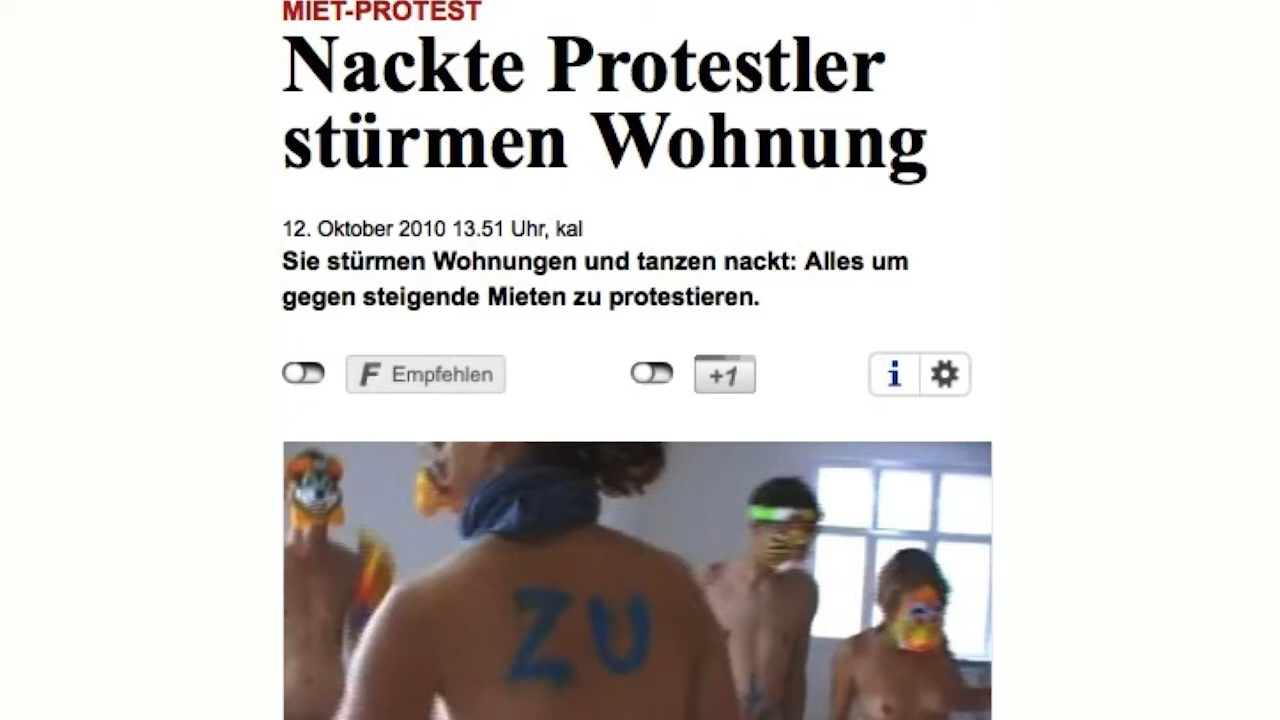 MIET-PROTEST
Nackte Protestler
stürmen Wohnung
12. Oktober 2010 13.51 Uhr, kal
Sie stürmen Wohnungen und tanzen nackt: Alles um
gegen steigende Mieten zu protestieren.
F Empfehlen
+1
i
ZU